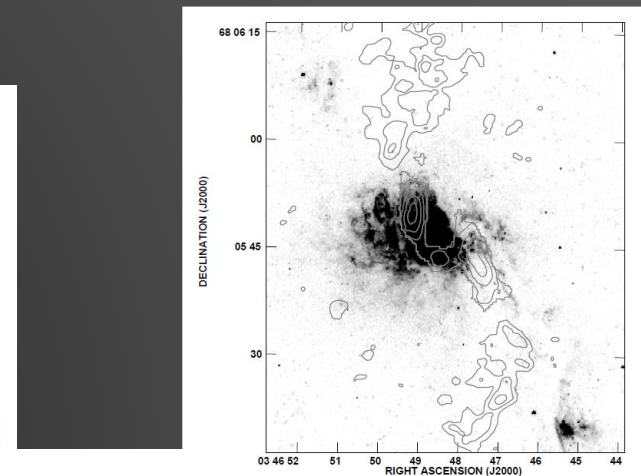 68 06 15
00
DECLINATION (J2000)
05 45
30
03 46 52 51 50 49 48 47 46 45 44
RIGHT ASCENSION (J2000)